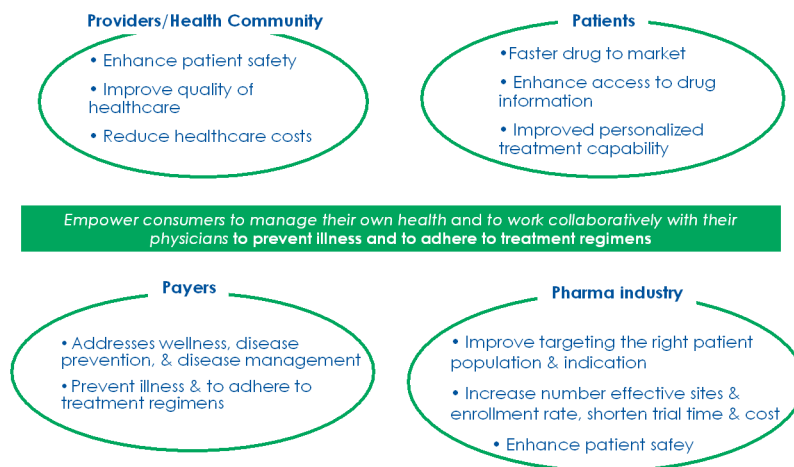 Providers/Health Community
• Enhance patient safety
• Improve quality of
healthcare
• Reduce healthcare costs
Patients
•Faster drug to market
• Enhance access to drug
information
• Improved personalized
treatment capability
Empower consumers to manage their own health and to work collaboratively with their
physicians to prevent illness and to adhere to treatment regimens
Payers
• Addresses wellness, disease
prevention, & disease management
• Prevent illness & to adhere to
treatment regimens
Pharma industry
• Improve targeting the right patient
population & indication
• Increase number effective sites &
enrollment rate, shorten trial time & cost
• Enhance patient safey